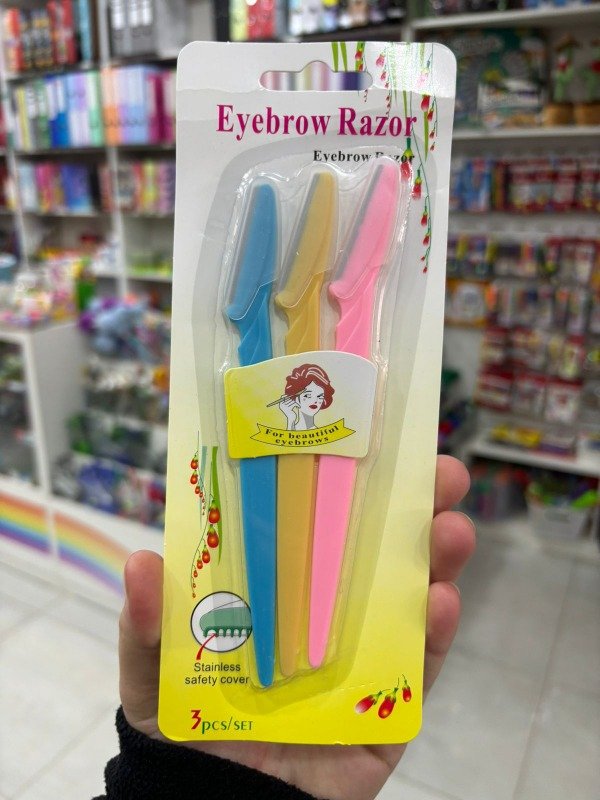 Eyebrow Razor
Eyebrow Razor
For beautiful
eyebrows
Stainless
safety cover
3pcs/SET